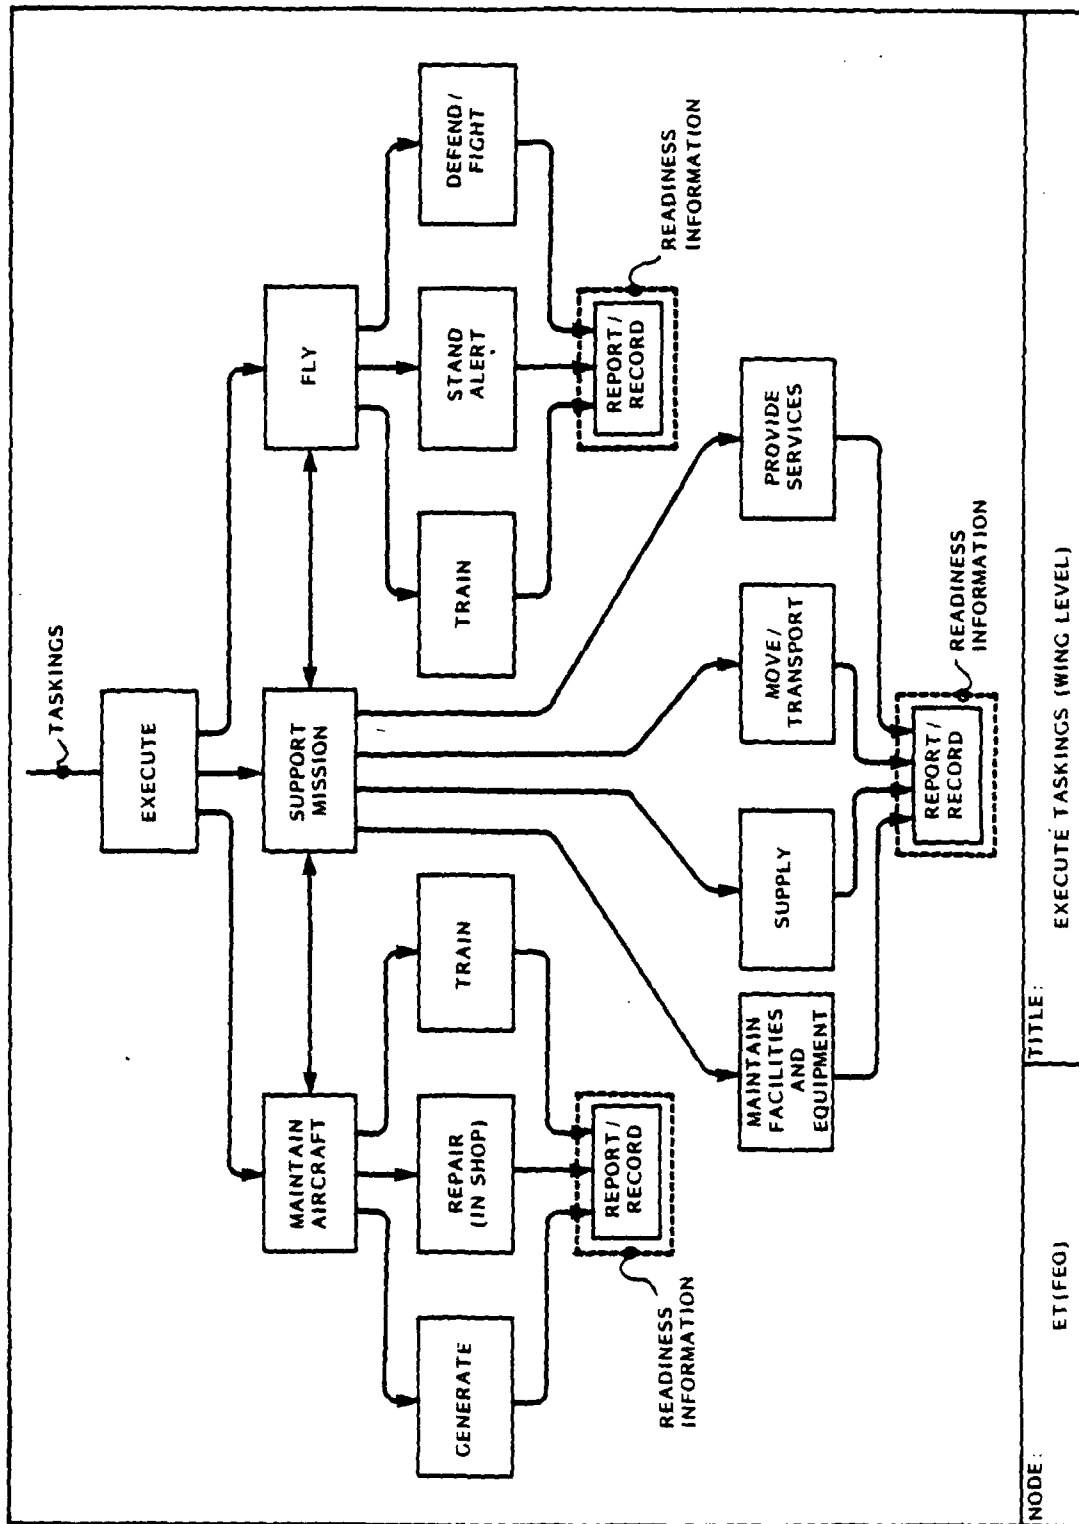 TASKINGS
EXECUTE
MAINTAIN
AIRCRAFT
SUPPORT
MISSION
FLY
GENERATE
REPAIR
(IN SHOP)
TRAIN
TRAIN
STAND
ALERT
DEFEND/
FIGHT
REPORT/
RECORD
READINESS
INFORMATION
REPORT/
RECORD
READINESS
INFORMATION
MAINTAIN
FACILITIES
AND
EQUIPMENT
SUPPLY
MOVE/
TRANSPORT
PROVIDE
SERVICES
REPORT/
RECORD
READINESS
INFORMATION
NODE:
ET(FEO)
TITLE:
EXECUTE TASKINGS (WING LEVEL)